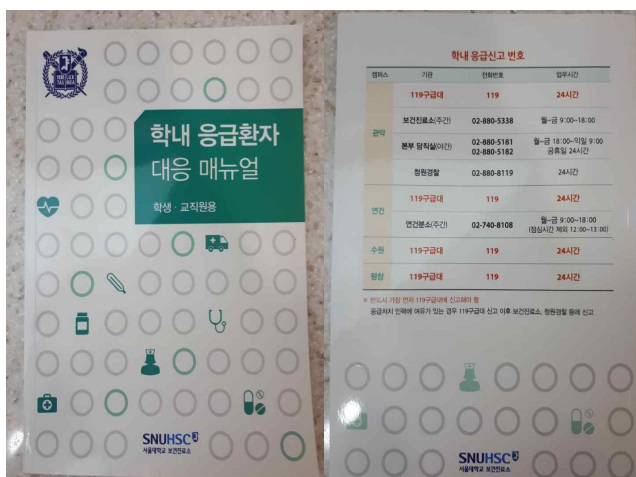 학내 응급환자
대응 매뉴얼
학생 · 교직원용
SNUHSC
서울대학교 보건진료소
학내 응급신고 번호
캠퍼스 기관 전화번호 업무시간
관악
119구급대 119 24시간
보건진료소(주간) 02-880-5338 월~금 9:00~18:00
본부 당직실(야간) 02-880-5181 02-880-5182 월~금 18:00~익일 9:00 공휴일 24시간
청원경찰 02-880-8119 24시간
연건
119구급대 119 24시간
연건분소(주간) 02-740-8108 월~금 9:00~18:00
(점심시간 제외 12:00~13:00)
수원 119구급대 119 24시간
평창 119구급대 119 24시간
※ 반드시 가장 먼저 119구급대에 신고해야 함
응급처치 인력에 여유가 있는 경우 119구급대 신고 이후 보건진료소, 청원경찰 등에 신고
SNUHSC
서울대학교 보건진료소